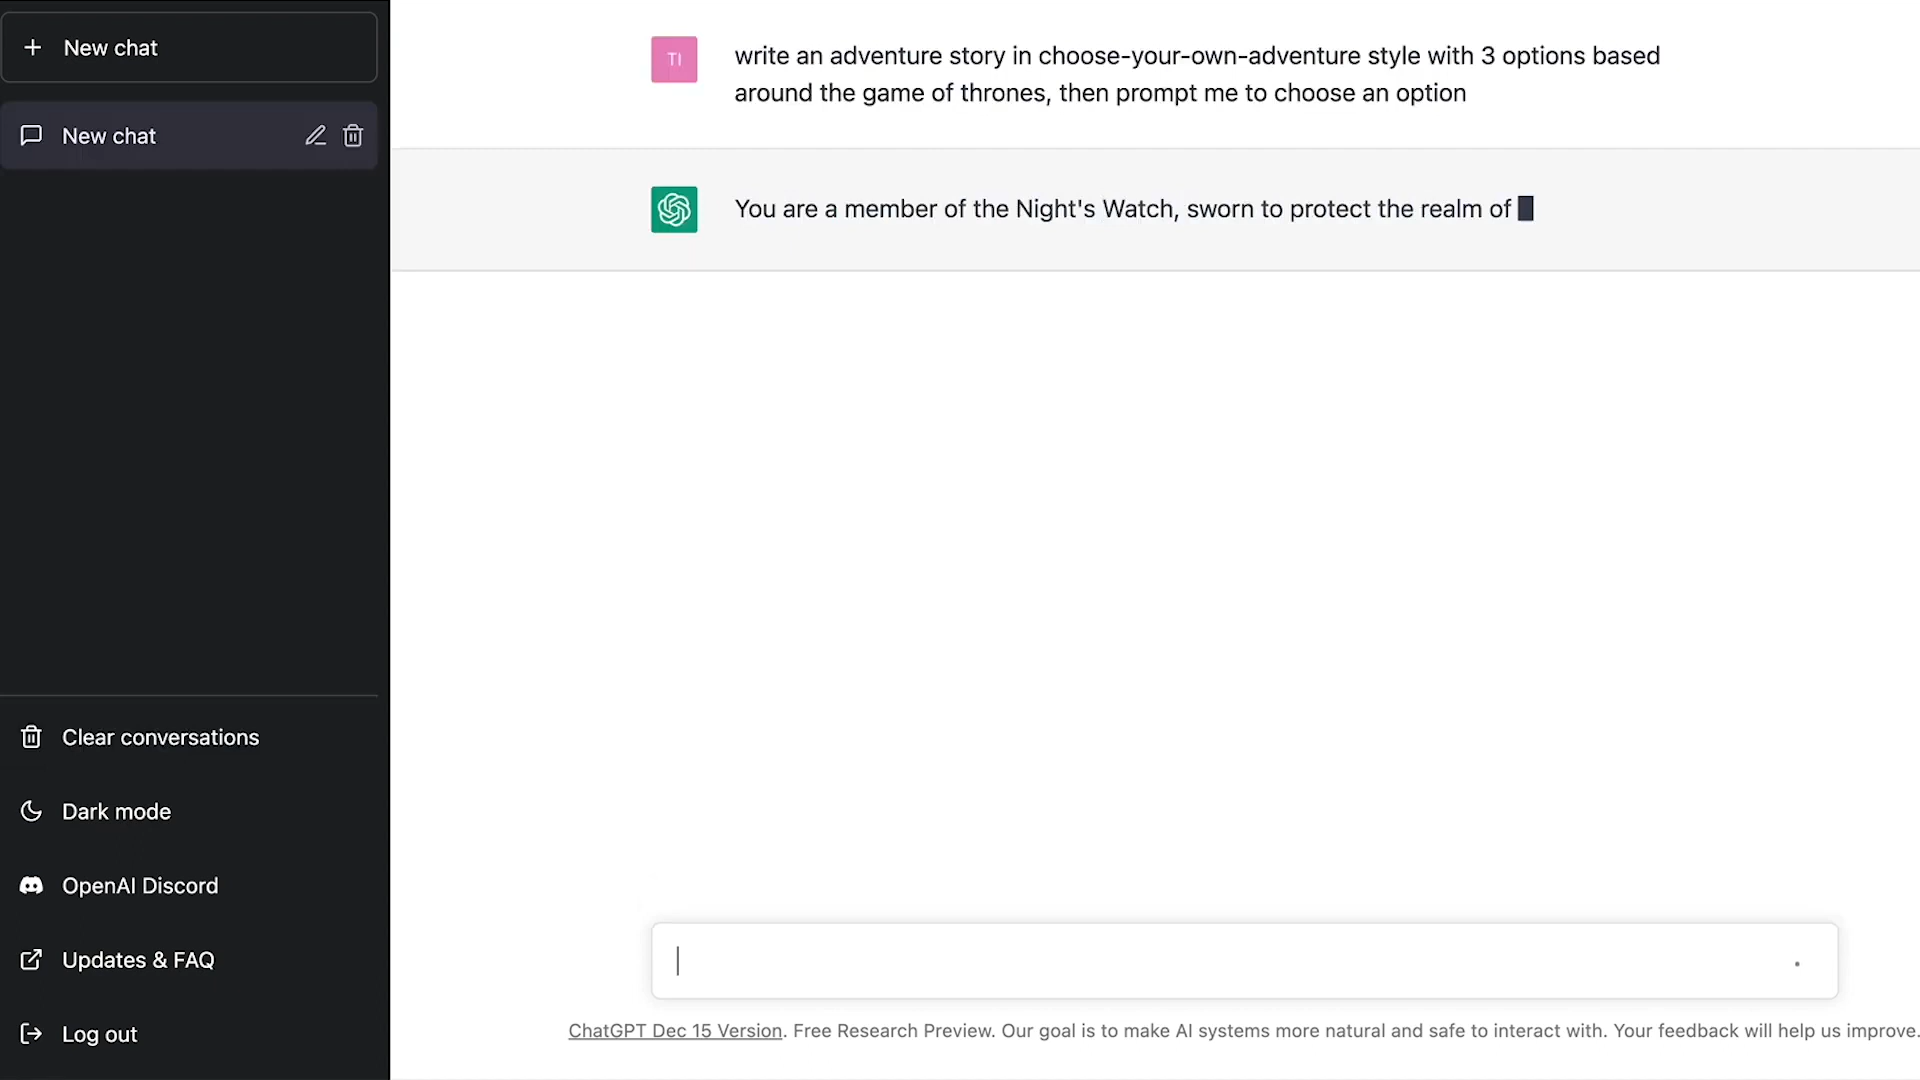 New chat
New chat
Clear conversations
Dark mode
OpenAI Discord
Updates & FAQ
Log out
TI
write an adventure story in choose-your-own-adventure style with 3 options based
around the game of thrones, then prompt me to choose an option
You are a member of the Night's Watch, sworn to protect the realm of
ChatGPT Dec 15 Version. Free Research Preview. Our goal is to make AI systems more natural and safe to interact with. Your feedback will help us improve.